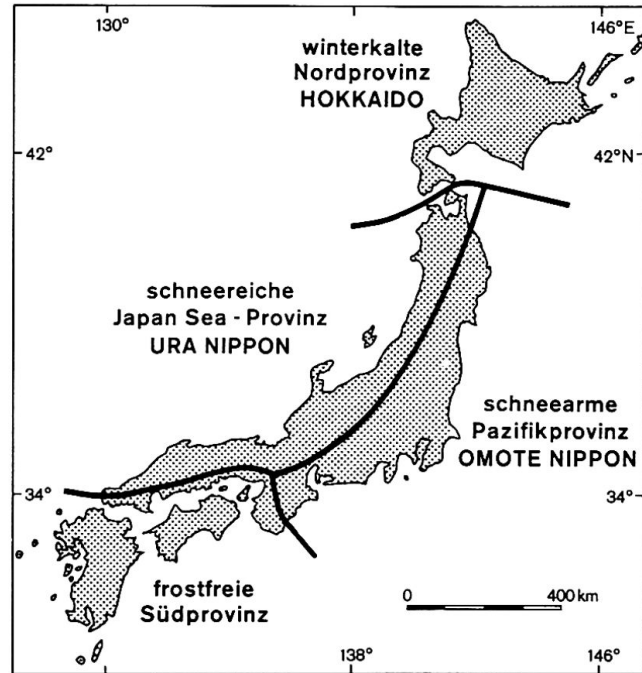 130°
146°E
winterkalte
Nordprovinz
HOKKAIDO
42°
42°N
schneereiche
Japan Sea - Provinz
URA NIPPON
schneearme
Pazifikprovinz
OMOTE NIPPON
34°
34°
frostfreie
Südprovinz
0 400 km
138°
146°